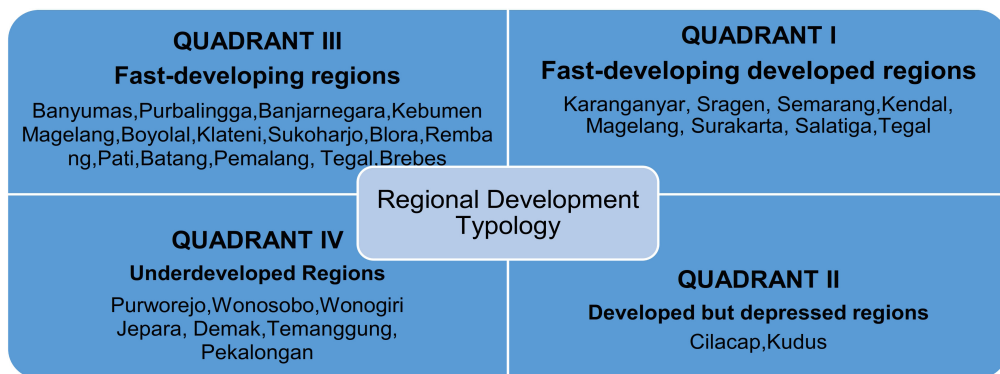 QUADRANT III
Fast-developing regions
Banyumas,Purbalingga,Banjarnegara,Kebumen
Magelang,Boyolal,Klateni,Sukoharjo,Blora,Remba
ng,Pati,Batang,Pemalang, Tegal,Brebes
QUADRANT I
Fast-developing developed regions
Karanganyar, Sragen, Semarang,Kendal,
Magelang, Surakarta, Salatiga,Tegal
Regional Development
Typology
QUADRANT IV
Underdeveloped Regions
Purworejo,Wonosobo,Wonogiri
Jepara, Demak,Temanggung,
Pekalongan
QUADRANT II
Developed but depressed regions
Cilacap,Kudus